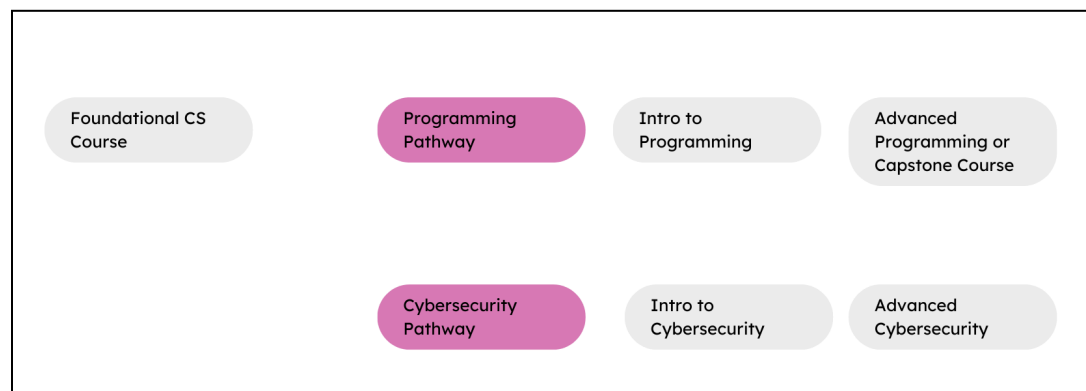 Foundational CS
Course
Programming
Pathway
Intro to
Programming
Advanced
Programming or
Capstone Course
Cybersecurity
Pathway
Intro to
Cybersecurity
Advanced
Cybersecurity